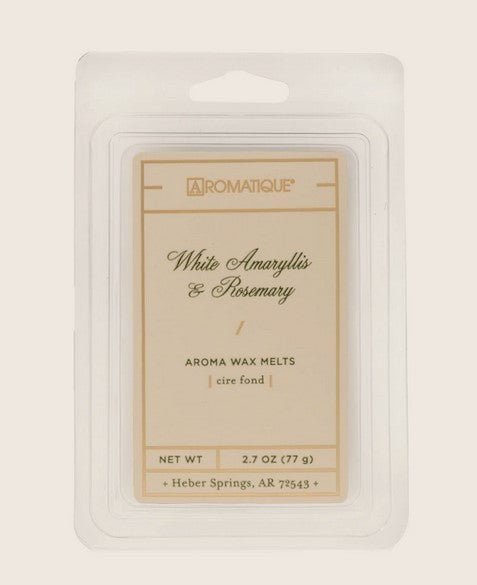 AROMATIQUE®
White Amaryllis
& Rosemary
/
AROMA WAX MELTS
| cire fond |
NET WT 2.7 OZ (77 g)
+ Heber Springs, AR 72543 +